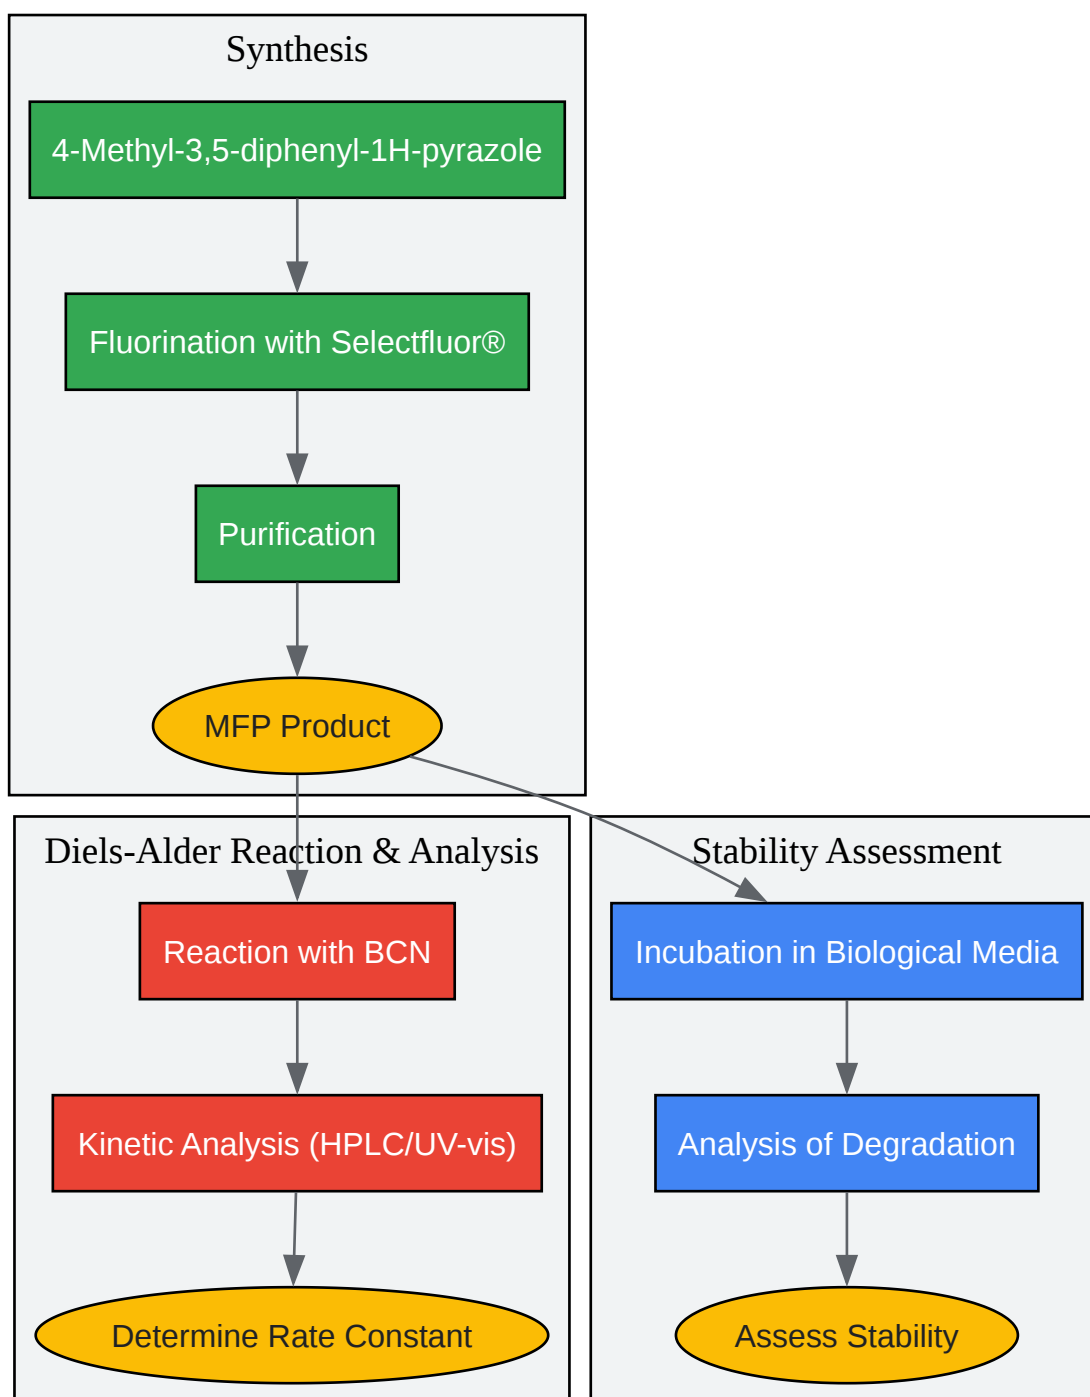 Synthesis
4-Methyl-3,5-diphenyl-1H-pyrazole
Fluorination with Selectfluor®
Purification
MFP Product
Diels-Alder Reaction & Analysis
Reaction with BCN
Kinetic Analysis (HPLC/UV-vis)
Determine Rate Constant
Stability Assessment
Incubation in Biological Media
Analysis of Degradation
Assess Stability